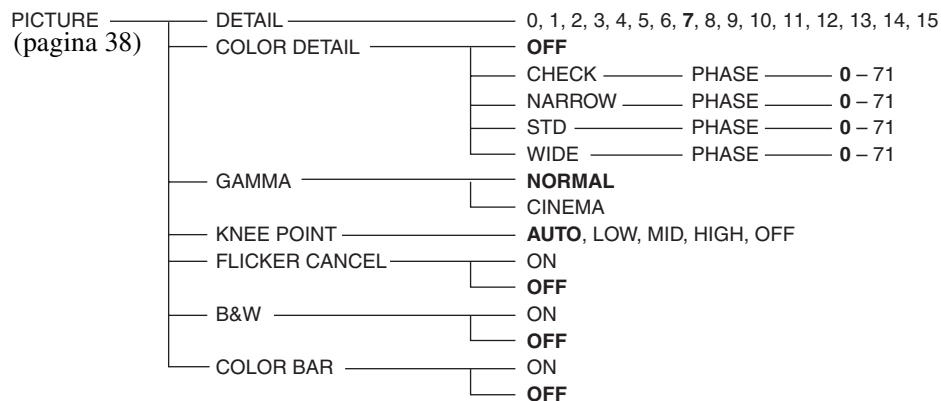 PICTURE DETAIL 0, 1, 2, 3, 4, 5, 6, 7, 8, 9, 10, 11, 12, 13, 14, 15
(pagina 38)
COLOR DETAIL OFF
CHECK PHASE 0 – 71
NARROW PHASE 0 – 71
STD PHASE 0 – 71
WIDE PHASE 0 – 71
GAMMA NORMAL
CINEMA
KNEE POINT AUTO, LOW, MID, HIGH, OFF
FLICKER CANCEL ON
OFF
B&W ON
OFF
COLOR BAR ON
OFF